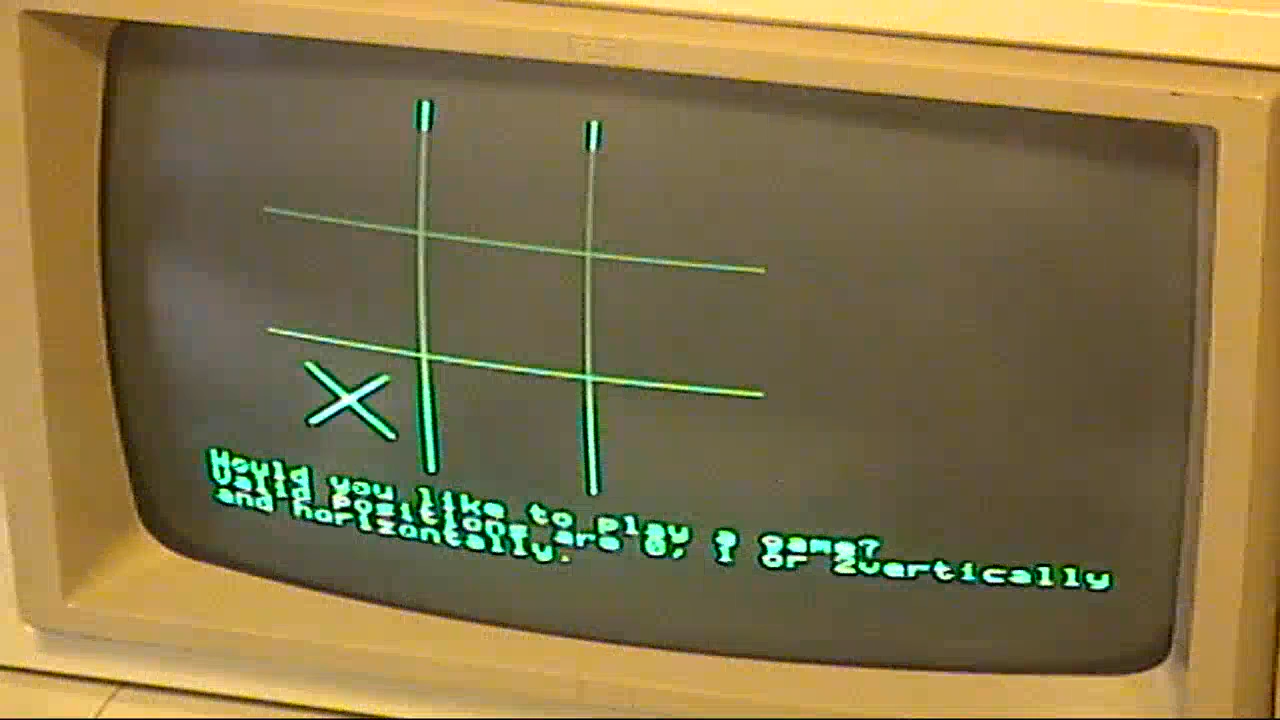 Would you like to play a game?
Valid positions are 0, 1 or 2vertically
and horizontally.